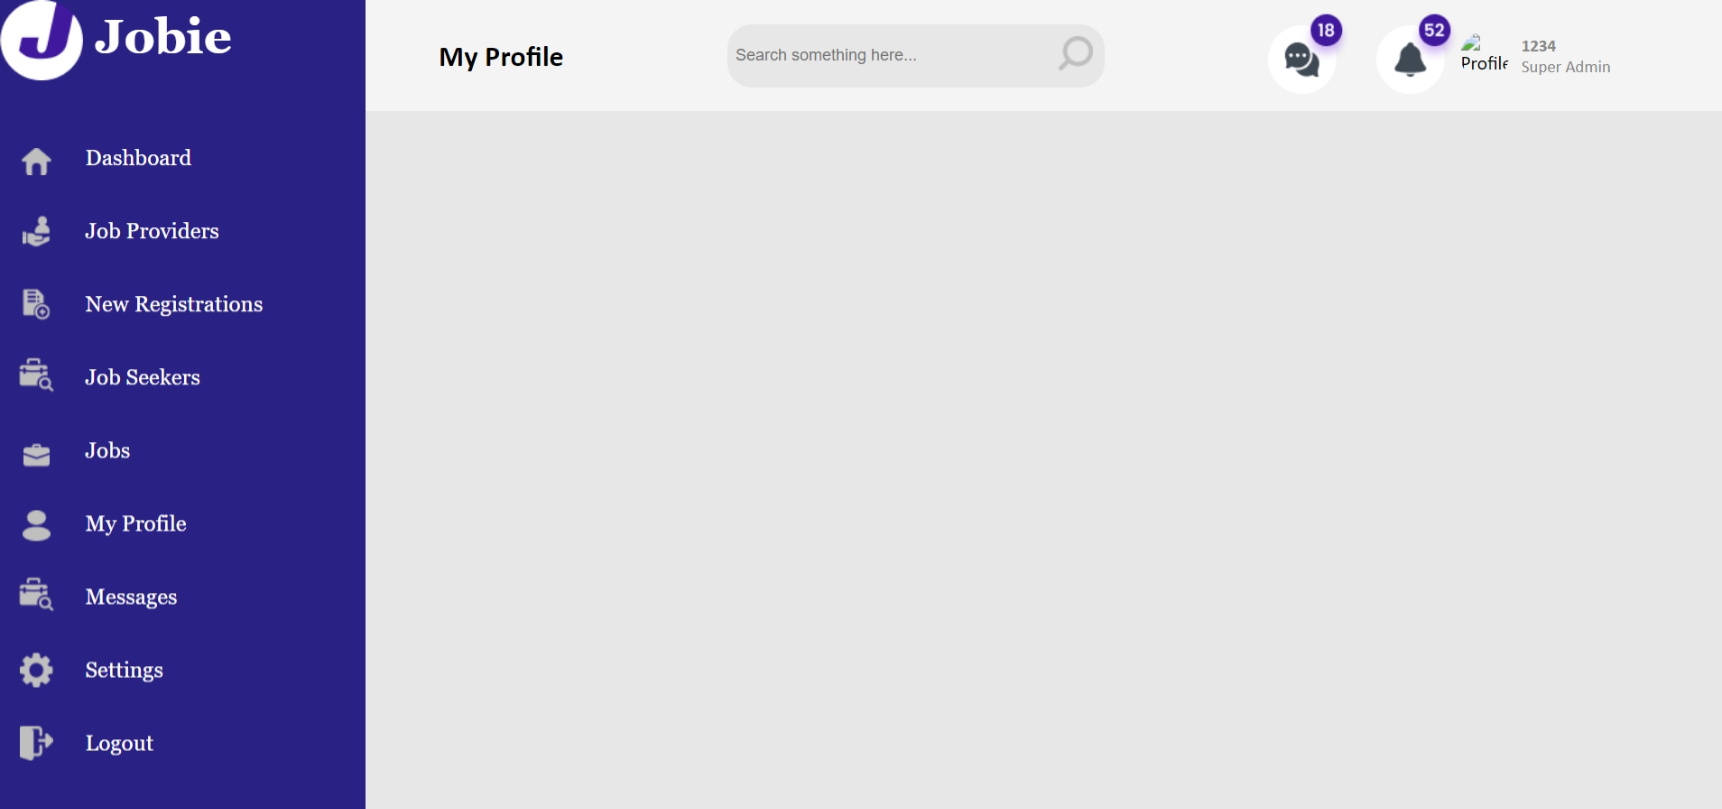 Jobie
Dashboard
Job Providers
New Registrations
Job Seekers
Jobs
My Profile
Messages
Settings
Logout
My Profile
Search something here...
18
52
Profile
1234
Super Admin